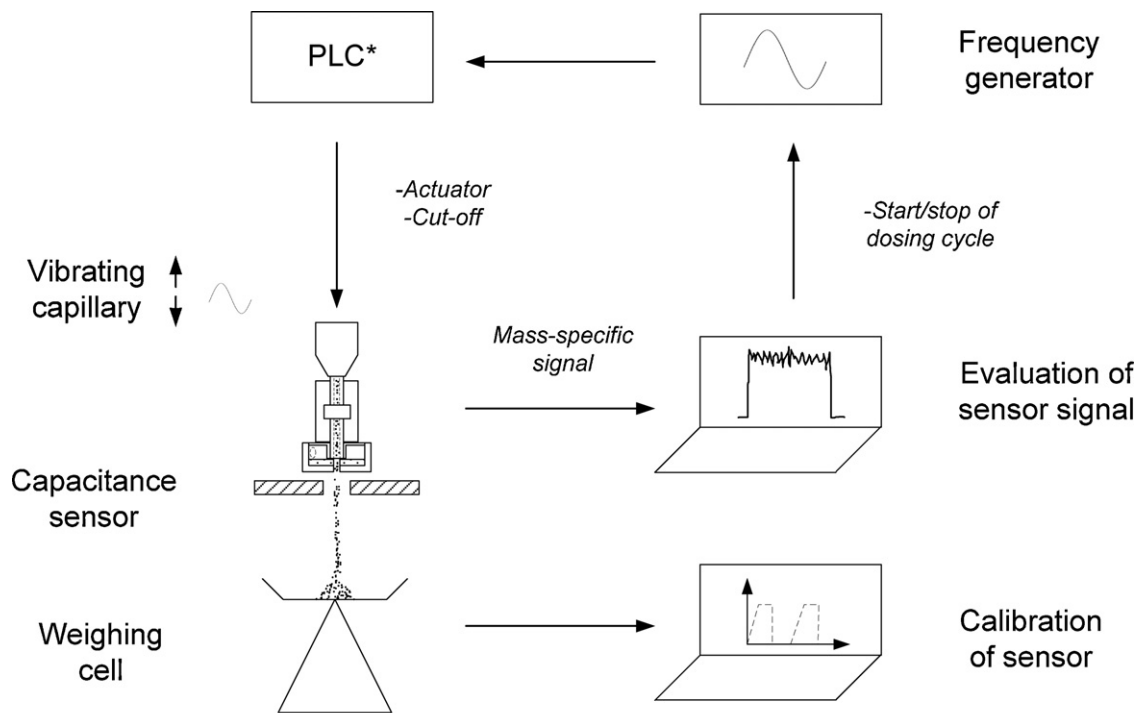 PLC*
Frequency
generator
-Actuator
-Cut-off
-Start/stop of
dosing cycle
Vibrating
capillary
Mass-specific
signal
Evaluation of
sensor signal
Capacitance
sensor
Weighing
cell
Calibration
of sensor